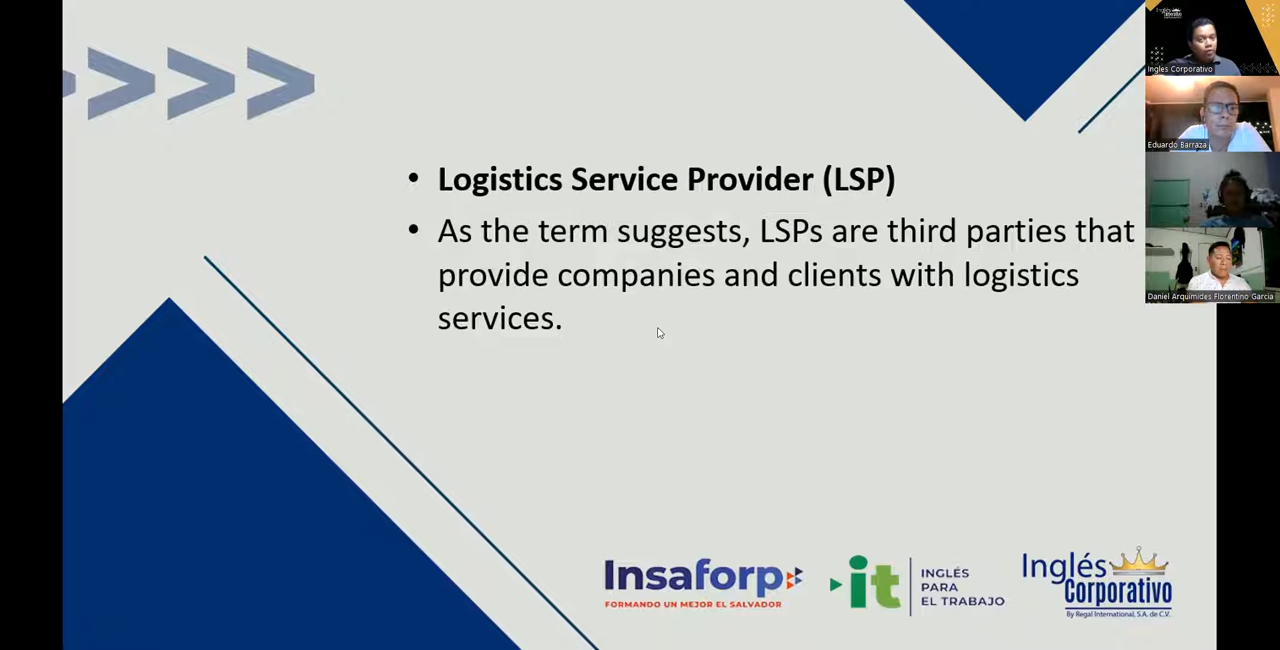 • Logistics Service Provider (LSP)
• As the term suggests, LSPs are third parties that
provide companies and clients with logistics
services.
Insaforp
FORMANDO UN MEJOR EL SALVADOR
it
INGLÉS
PARA
EL TRABAJO
Inglés
Corporativo
By Regal International, S.A. de C.V.
Ingles Corporativo
Eduardo Barraza
Daniel Arquimides Florentino Garcia